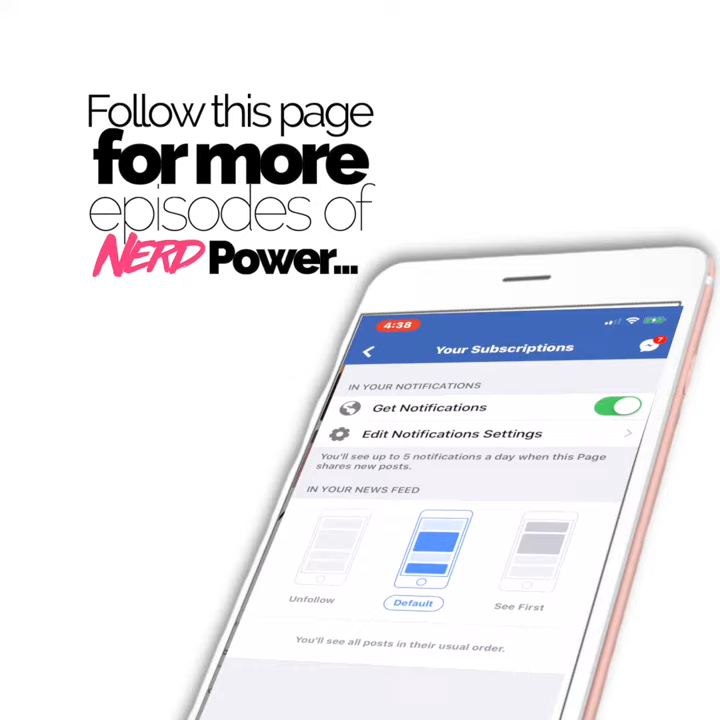 Follow this page
for more
episodes of
NERD Power...
4:38
7
Your Subscriptions
IN YOUR NOTIFICATIONS
Get Notifications
Edit Notifications Settings
You'll see up to 5 notifications a day when this Page
shares new posts.
IN YOUR NEWS FEED
Unfollow
Default
See First
You'll see all posts in their usual order.